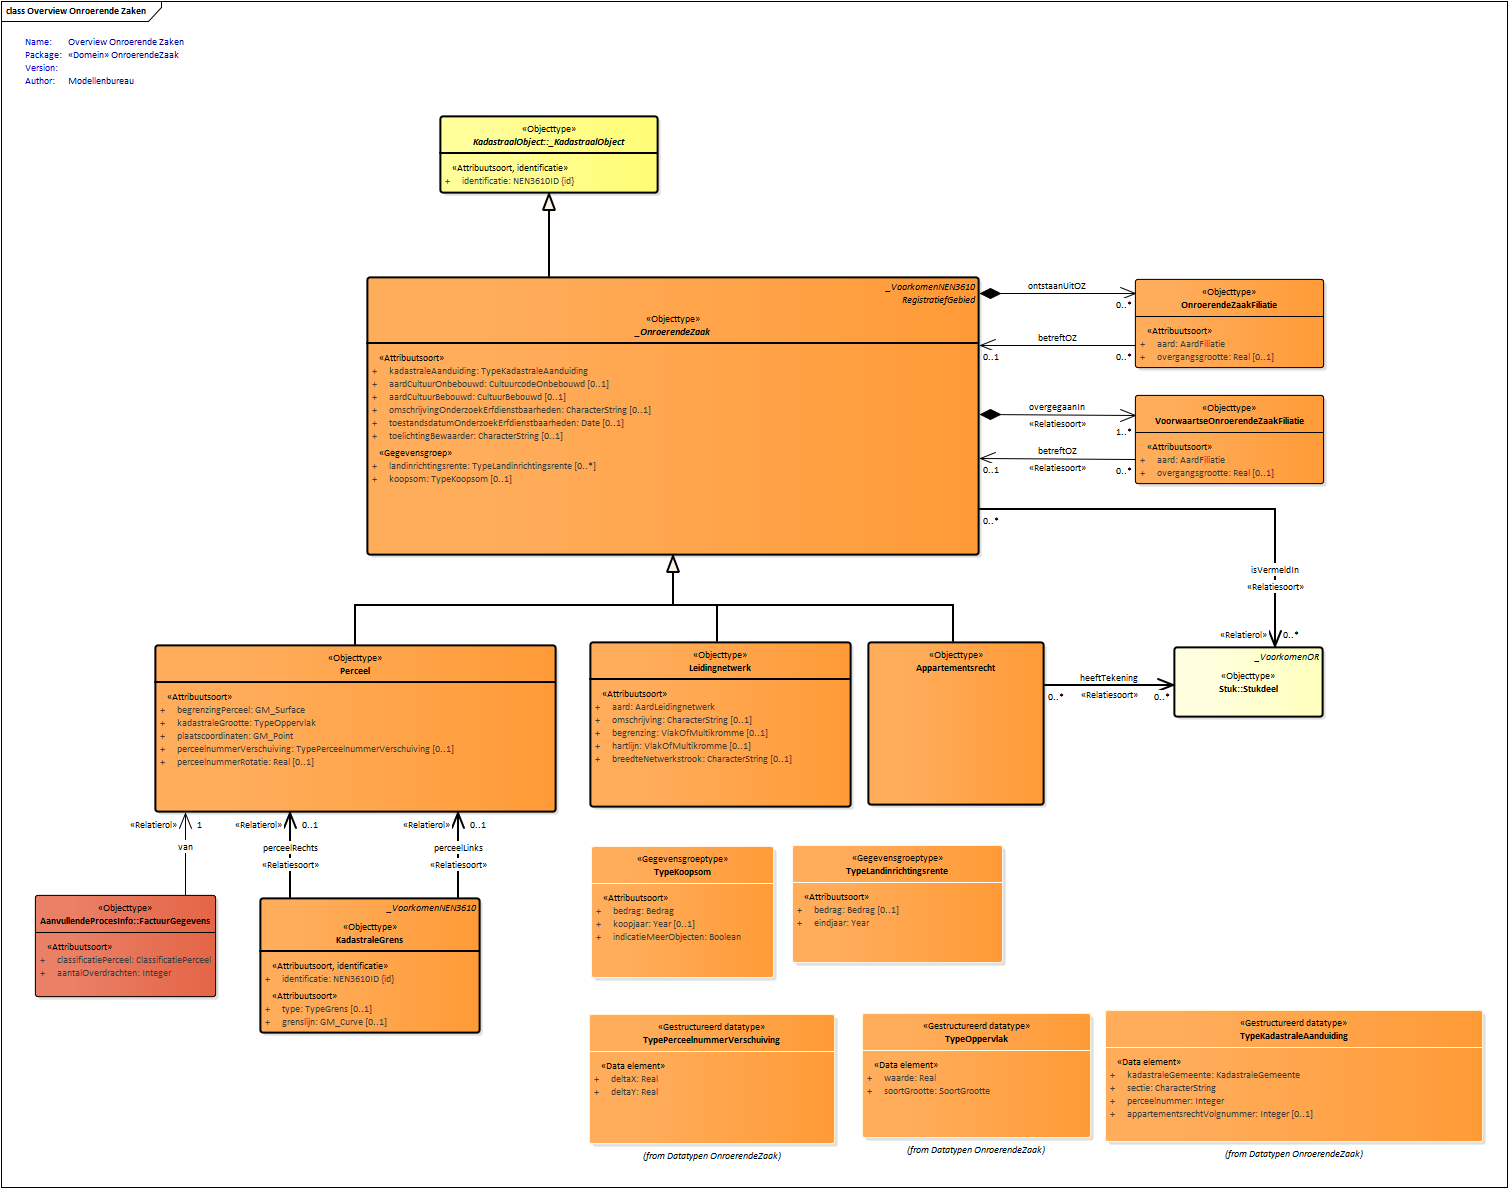 class Overview Onroerende Zaken
Name: Overview Onroerende Zaken
Package: «Domein» OnroerendeZaak
Version:
Author: Modellenbureau
«Objecttype»
KadastraalObject::_KadastraalObject
«Attribuutsoort, identificatie»
+ identificatie: NEN3610ID {id}
_VoorkomenNEN3610
RegistratiefGebied
«Objecttype»
_OnroerendeZaak
«Attribuutsoort»
+ kadastraleAanduiding: TypeKadastraleAanduiding
+ aardCultuurOnbebouwd: CultuurcodeOnbebouwd [0..1]
+ aardCultuurBebouwd: CultuurBebouwd [0..1]
+ omschrijvingOnderzoekErfdienstbaarheden: CharacterString [0..1]
+ toestandsdatumOnderzoekErfdienstbaarheden: Date [0..1]
+ toelichtingBewaarder: CharacterString [0..1]
«Gegevensgroep»
+ landinrichtingsrente: TypeLandinrichtingsrente [0..*]
+ koopsom: TypeKoopsom [0..1]
ontstaanUitOZ
0..*
betreftOZ
0..1
0..*
«Objecttype»
OnroerendeZaakFiliatie
«Attribuutsoort»
+ aard: AardFiliatie
+ overgangsgrootte: Real [0..1]
overgegaanIn
«Relatiesoort»
1..*
betreftOZ
0..1
«Relatiesoort»
0..*
«Objecttype»
VoorwaartseOnroerendeZaakFiliatie
«Attribuutsoort»
+ aard: AardFiliatie
+ overgangsgrootte: Real [0..1]
0..*
isVermeldIn
«Relatiesoort»
«Relatierol» 0..*
«Objecttype»
Perceel
«Attribuutsoort»
+ begrenzingPerceel: GM_Surface
+ kadastraleGrootte: TypeOppervlak
+ plaatscoordinaten: GM_Point
+ perceelnummerVerschuiving: TypePerceelnummerVerschuiving [0..1]
+ perceelnummerRotatie: Real [0..1]
«Objecttype»
Leidingnetwerk
«Attribuutsoort»
+ aard: AardLeidingnetwerk
+ omschrijving: CharacterString [0..1]
+ begrenzing: VlakOfMultikromme [0..1]
+ hartlijn: VlakOfMultikromme [0..1]
+ breedteNetwerkstrook: CharacterString [0..1]
«Objecttype»
Appartementsrecht
heeftTekening
0..*
«Relatiesoort»
0..*
_VoorkomenOR
«Objecttype»
Stuk::Stukdeel
«Relatierol» 1
van
«Relatierol» 0..1
perceelRechts
«Relatiesoort»
«Relatierol» 0..1
perceelLinks
«Relatiesoort»
«Objecttype»
AanvullendeProcesInfo::FactuurGegevens
«Attribuutsoort»
+ classificatiePerceel: ClassificatiePerceel
+ aantalOverdrachten: Integer
_VoorkomenNEN3610
«Objecttype»
KadastraleGrens
«Attribuutsoort, identificatie»
+ identificatie: NEN3610ID {id}
«Attribuutsoort»
+ type: TypeGrens [0..1]
+ grenslijn: GM_Curve [0..1]
«Gegevensgroeptype»
TypeKoopsom
«Attribuutsoort»
+ bedrag: Bedrag
+ koopjaar: Year [0..1]
+ indicatieMeerObjecten: Boolean
«Gegevensgroeptype»
TypeLandinrichtingsrente
«Attribuutsoort»
+ bedrag: Bedrag [0..1]
+ eindjaar: Year
«Gestructureerd datatype»
TypePerceelnummerVerschuiving
«Data element»
+ deltaX: Real
+ deltaY: Real
(from Datatypen OnroerendeZaak)
«Gestructureerd datatype»
TypeOppervlak
«Data element»
+ waarde: Real
+ soortGrootte: SoortGrootte
(from Datatypen OnroerendeZaak)
«Gestructureerd datatype»
TypeKadastraleAanduiding
«Data element»
+ kadastraleGemeente: KadastraleGemeente
+ sectie: CharacterString
+ perceelnummer: Integer
+ appartementsrechtVolgnummer: Integer [0..1]
(from Datatypen OnroerendeZaak)